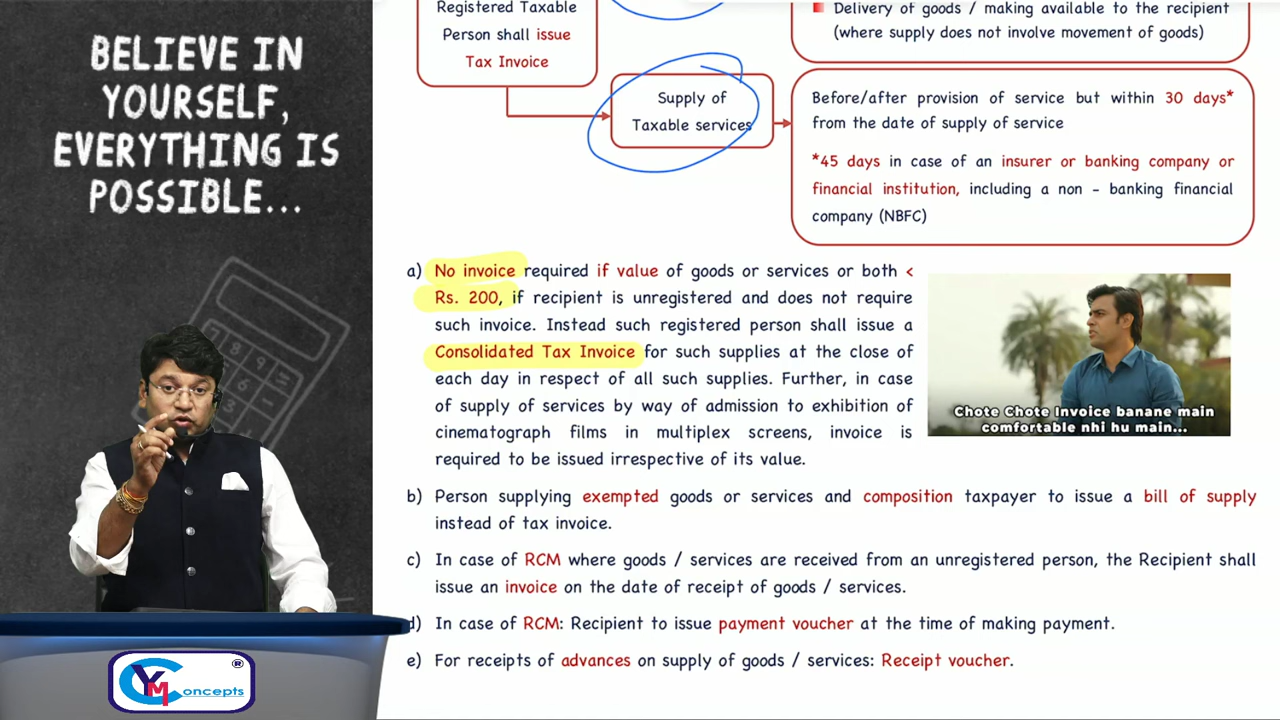 BELIEVE IN
YOURSELF,
EVERYTHING IS
POSSIBLE...
Registered Taxable
Person shall issue
Tax Invoice
Delivery of goods / making available to the recipient
(where supply does not involve movement of goods)
Supply of
Taxable services
Before/after provision of service but within 30 days*
from the date of supply of service
*45 days in case of an insurer or banking company or
financial institution, including a non - banking financial
company (NBFC)
a) No invoice required if value of goods or services or both <
Rs. 200, if recipient is unregistered and does not require
such invoice. Instead such registered person shall issue a
Consolidated Tax Invoice for such supplies at the close of
each day in respect of all such supplies. Further, in case
of supply of services by way of admission to exhibition of
cinematograph films in multiplex screens, invoice is
required to be issued irrespective of its value.
Chote Chote Invoice banane main
comfortable nhi hu main...
b) Person supplying exempted goods or services and composition taxpayer to issue a bill of supply
instead of tax invoice.
c) In case of RCM where goods / services are received from an unregistered person, the Recipient shall
issue an invoice on the date of receipt of goods / services.
d) In case of RCM: Recipient to issue payment voucher at the time of making payment.
e) For receipts of advances on supply of goods / services: Receipt voucher.
YM Concepts ®